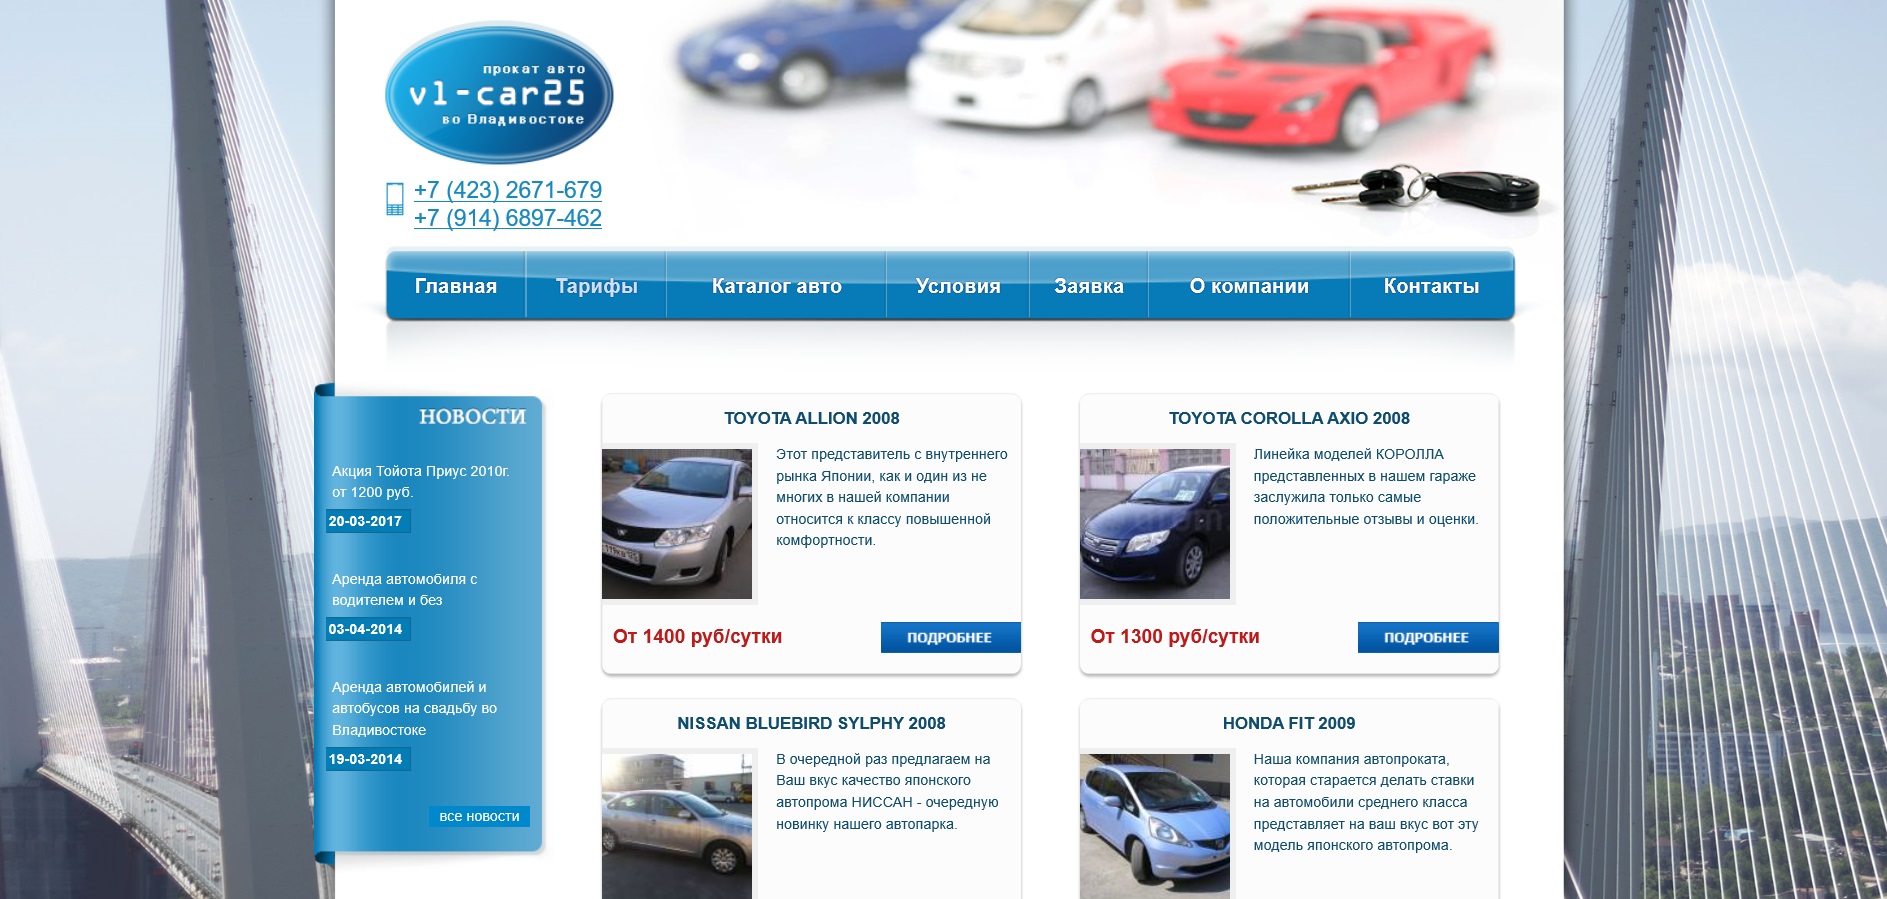 прокат авто
vl-car25
во Владивостоке
+7 (423) 2671-679
+7 (914) 6897-462
Главная
Тарифы
Каталог авто
Условия
Заявка
О компании
Контакты
НОВОСТИ
Акция Тойота Приус 2010г.
от 1200 руб.
20-03-2017
Аренда автомобиля с
водителем и без
03-04-2014
Аренда автомобилей и
автобусов на свадьбу во
Владивостоке
19-03-2014
все новости
TOYOTA ALLION 2008
Этот представитель с внутреннего
рынка Японии, как и один из не
многих в нашей компании
относится к классу повышенной
комфортности.
От 1400 руб/сутки
ПОДРОБНЕЕ
TOYOTA COROLLA AXIO 2008
Линейка моделей КОРОЛЛА
представленных в нашем гараже
заслужила только самые
положительные отзывы и оценки.
От 1300 руб/сутки
ПОДРОБНЕЕ
NISSAN BLUEBIRD SYLPHY 2008
В очередной раз предлагаем на
Ваш вкус качество японского
автопрома НИССАН - очередную
новинку нашего автопарка.
HONDA FIT 2009
Наша компания автопроката,
которая старается делать ставки
на автомобили среднего класса
представляет на ваш вкус вот эту
модель японского автопрома.